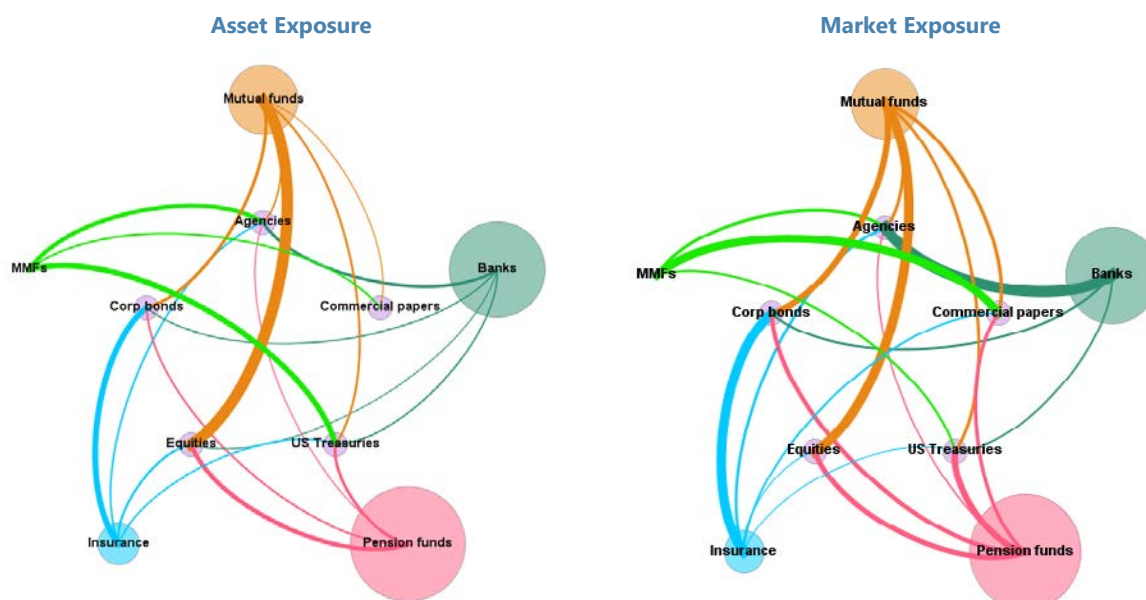 Asset Exposure
Mutual funds
Agencies
MMFs
Banks
Corp bonds
Commercial papers
Equities
US Treasuries
Insurance
Pension funds
Market Exposure
Mutual funds
Agencies
MMFs
Banks
Corp bonds
Commercial papers
Equities
US Treasuries
Insurance
Pension funds